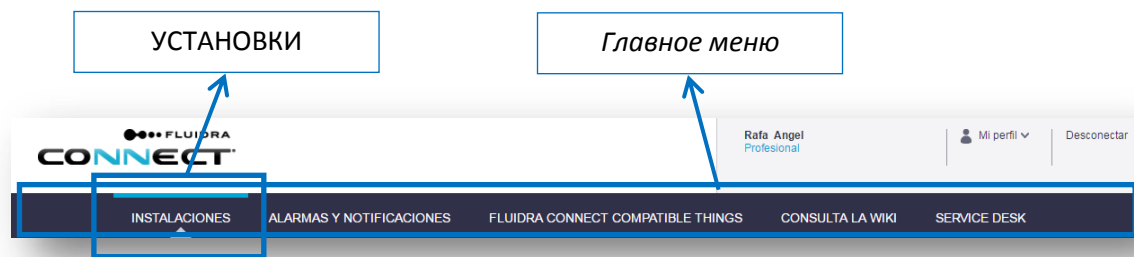 УСТАНОВКИ
Главное меню
FLUIDRA
CONNECT
Rafa Angel
Profesional
Mi perfil
Desconectar
INSTALACIONES ALARMAS Y NOTIFICACIONES FLUIDRA CONNECT COMPATIBLE THINGS CONSULTA LA WIKI SERVICE DESK